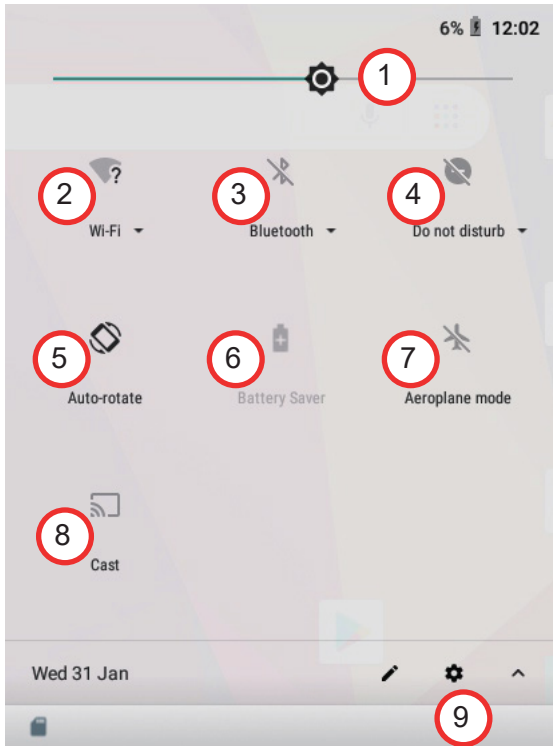 6% 12:02
1
?
2 3 4
Wi-Fi Bluetooth Do not disturb
5 6 7
Auto-rotate Battery Saver Aeroplane mode
8
Cast
Wed 31 Jan
9